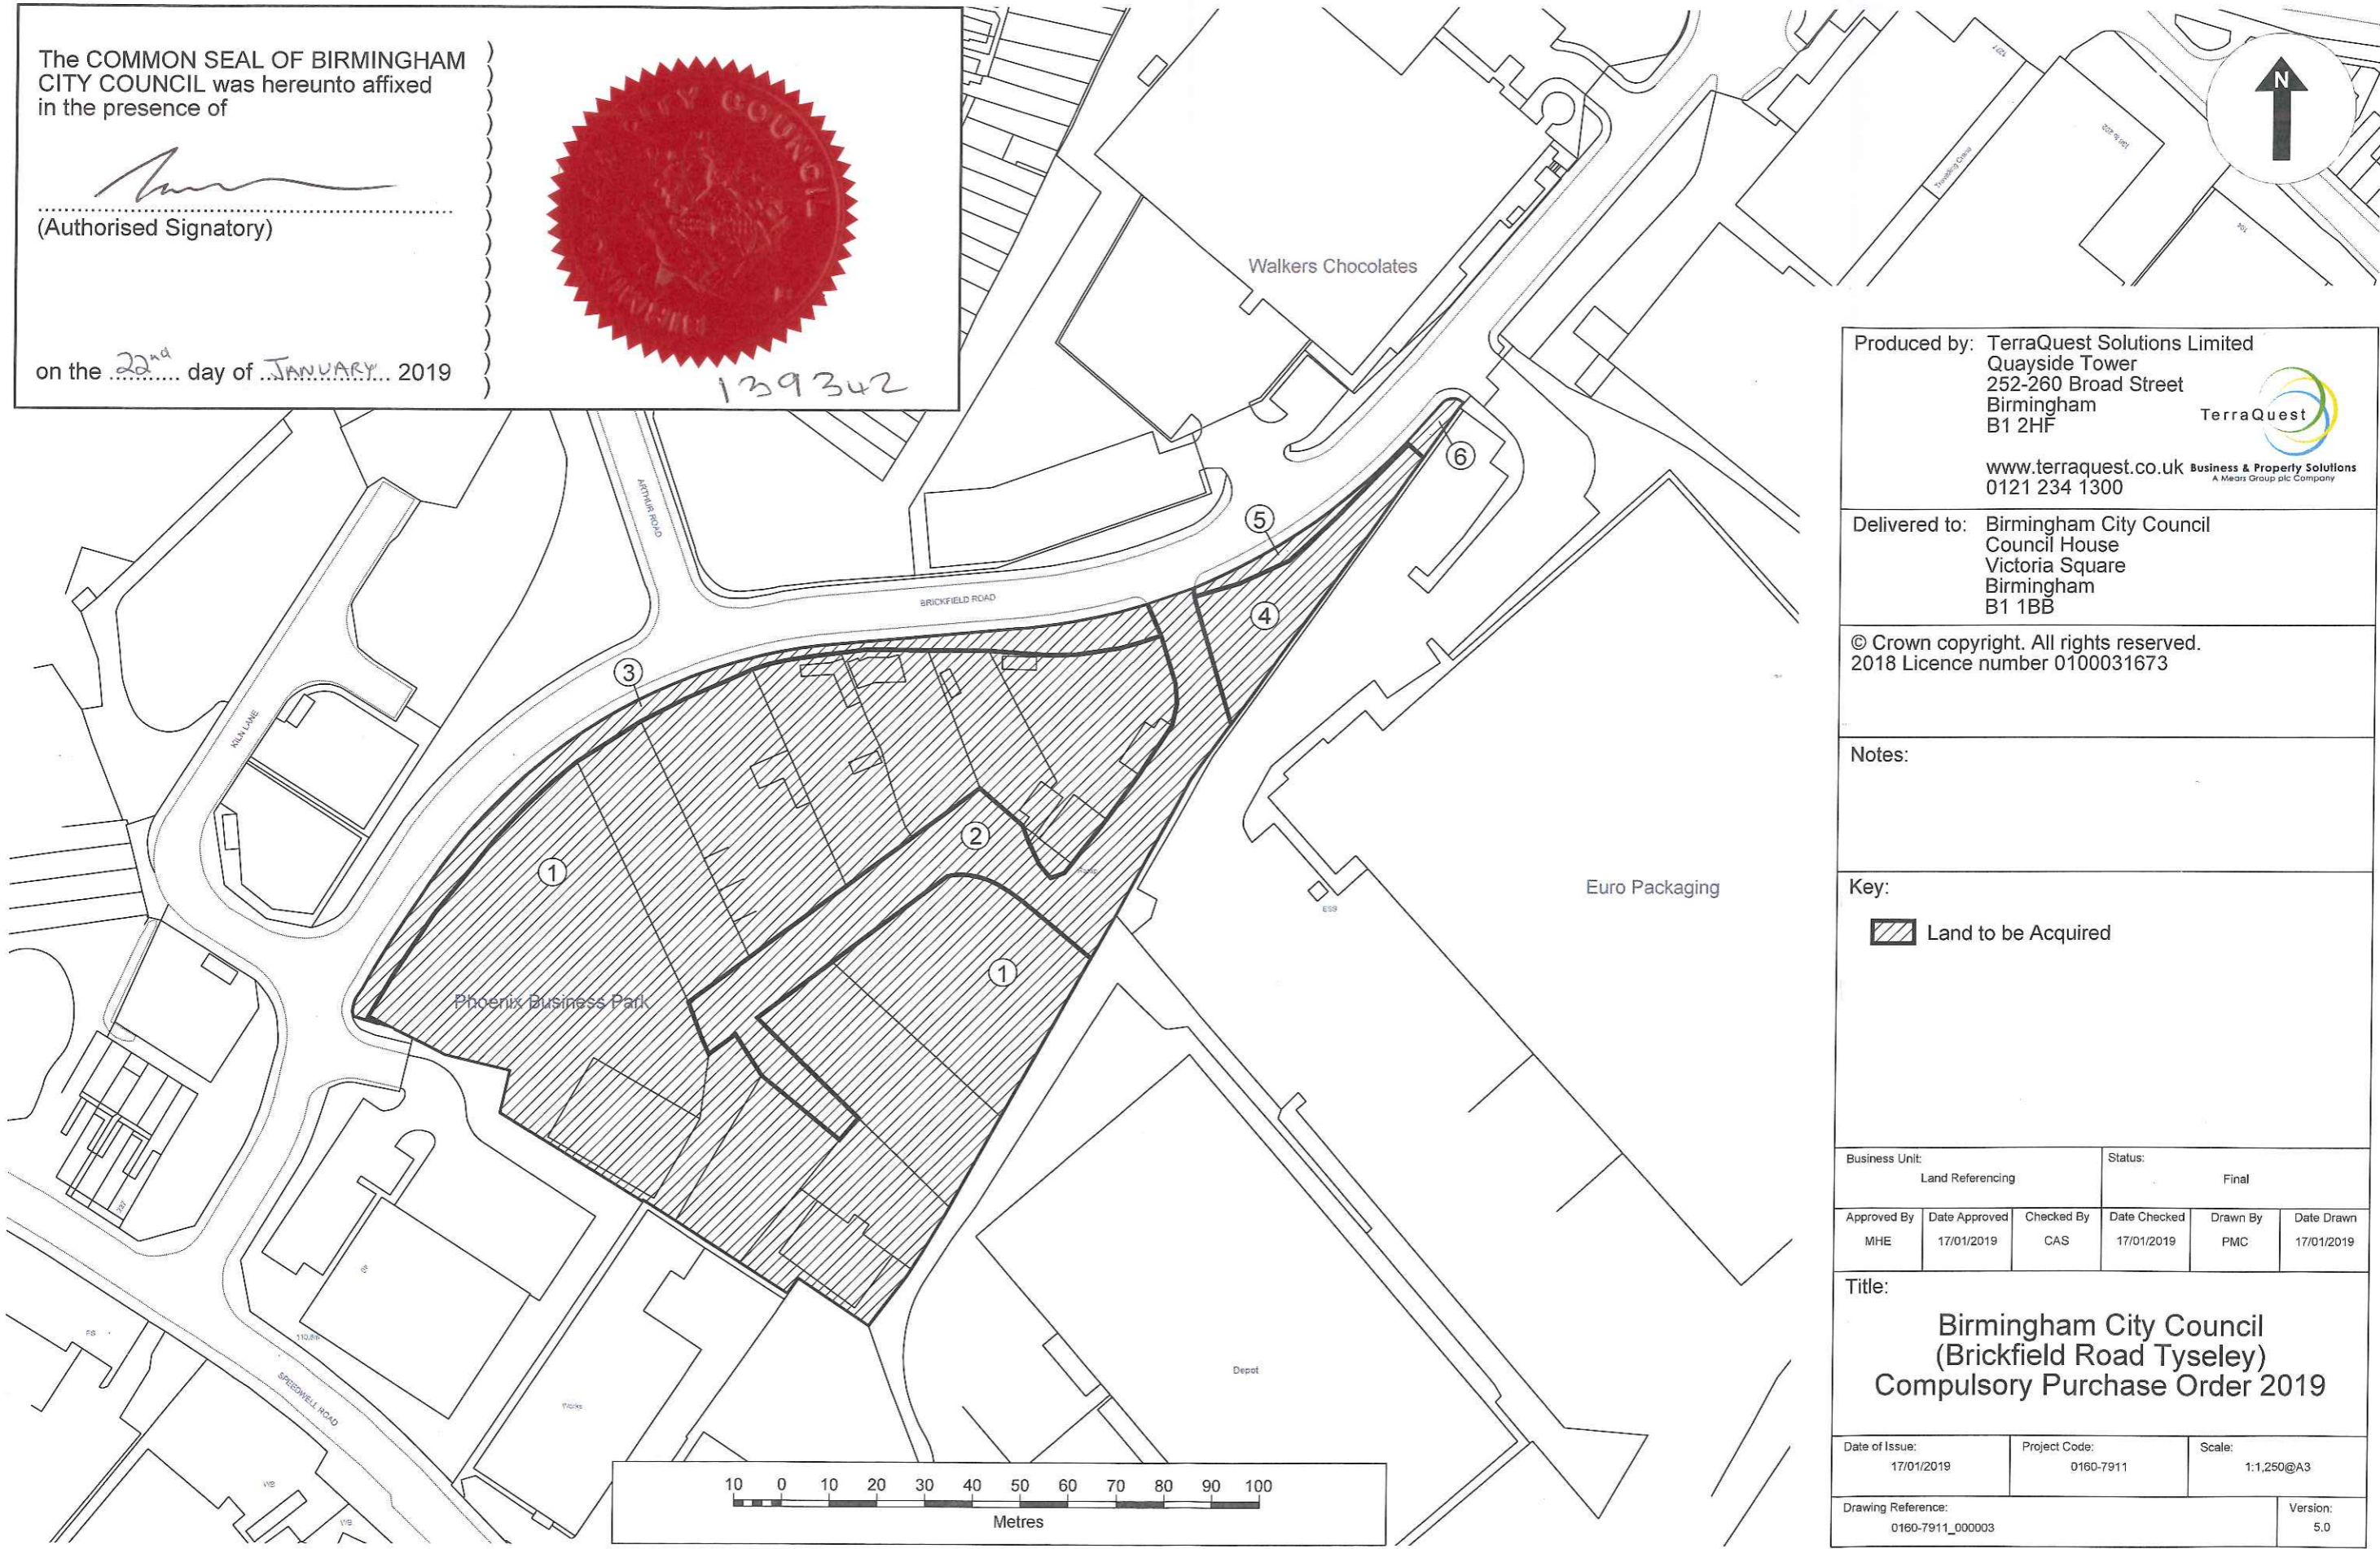 The COMMON SEAL OF BIRMINGHAM
CITY COUNCIL was hereunto affixed
in the presence of
(Authorised Signatory)
on the 22nd day of JANUARY 2019
CITY COUNCIL
139342
N
Walkers Chocolates
Travelling Crane
ARTHUR ROAD
BRICKFIELD ROAD
KILN LANE
6
5
4
3
2
1
1
Phoenix Business Park
Euro Packaging
ESS
Depot
Works
SPEEDWELL ROAD
10 0 10 20 30 40 50 60 70 80 90 100
Metres
Produced by: TerraQuest Solutions Limited
Quayside Tower
252-260 Broad Street
Birmingham
B1 2HF
www.terraquest.co.uk
0121 234 1300
TerraQuest
Business & Property Solutions
A Mears Group plc Company
Delivered to: Birmingham City Council
Council House
Victoria Square
Birmingham
B1 1BB
© Crown copyright. All rights reserved.
2018 Licence number 0100031673
Notes:
Key:
Land to be Acquired
Business Unit:
Land Referencing
Status:
Final
Approved By
MHE
Date Approved
17/01/2019
Checked By
CAS
Date Checked
17/01/2019
Drawn By
PMC
Date Drawn
17/01/2019
Title:
Birmingham City Council
(Brickfield Road Tyseley)
Compulsory Purchase Order 2019
Date of Issue:
17/01/2019
Project Code:
0160-7911
Scale:
1:1,250@A3
Drawing Reference:
0160-7911_000003
Version:
5.0